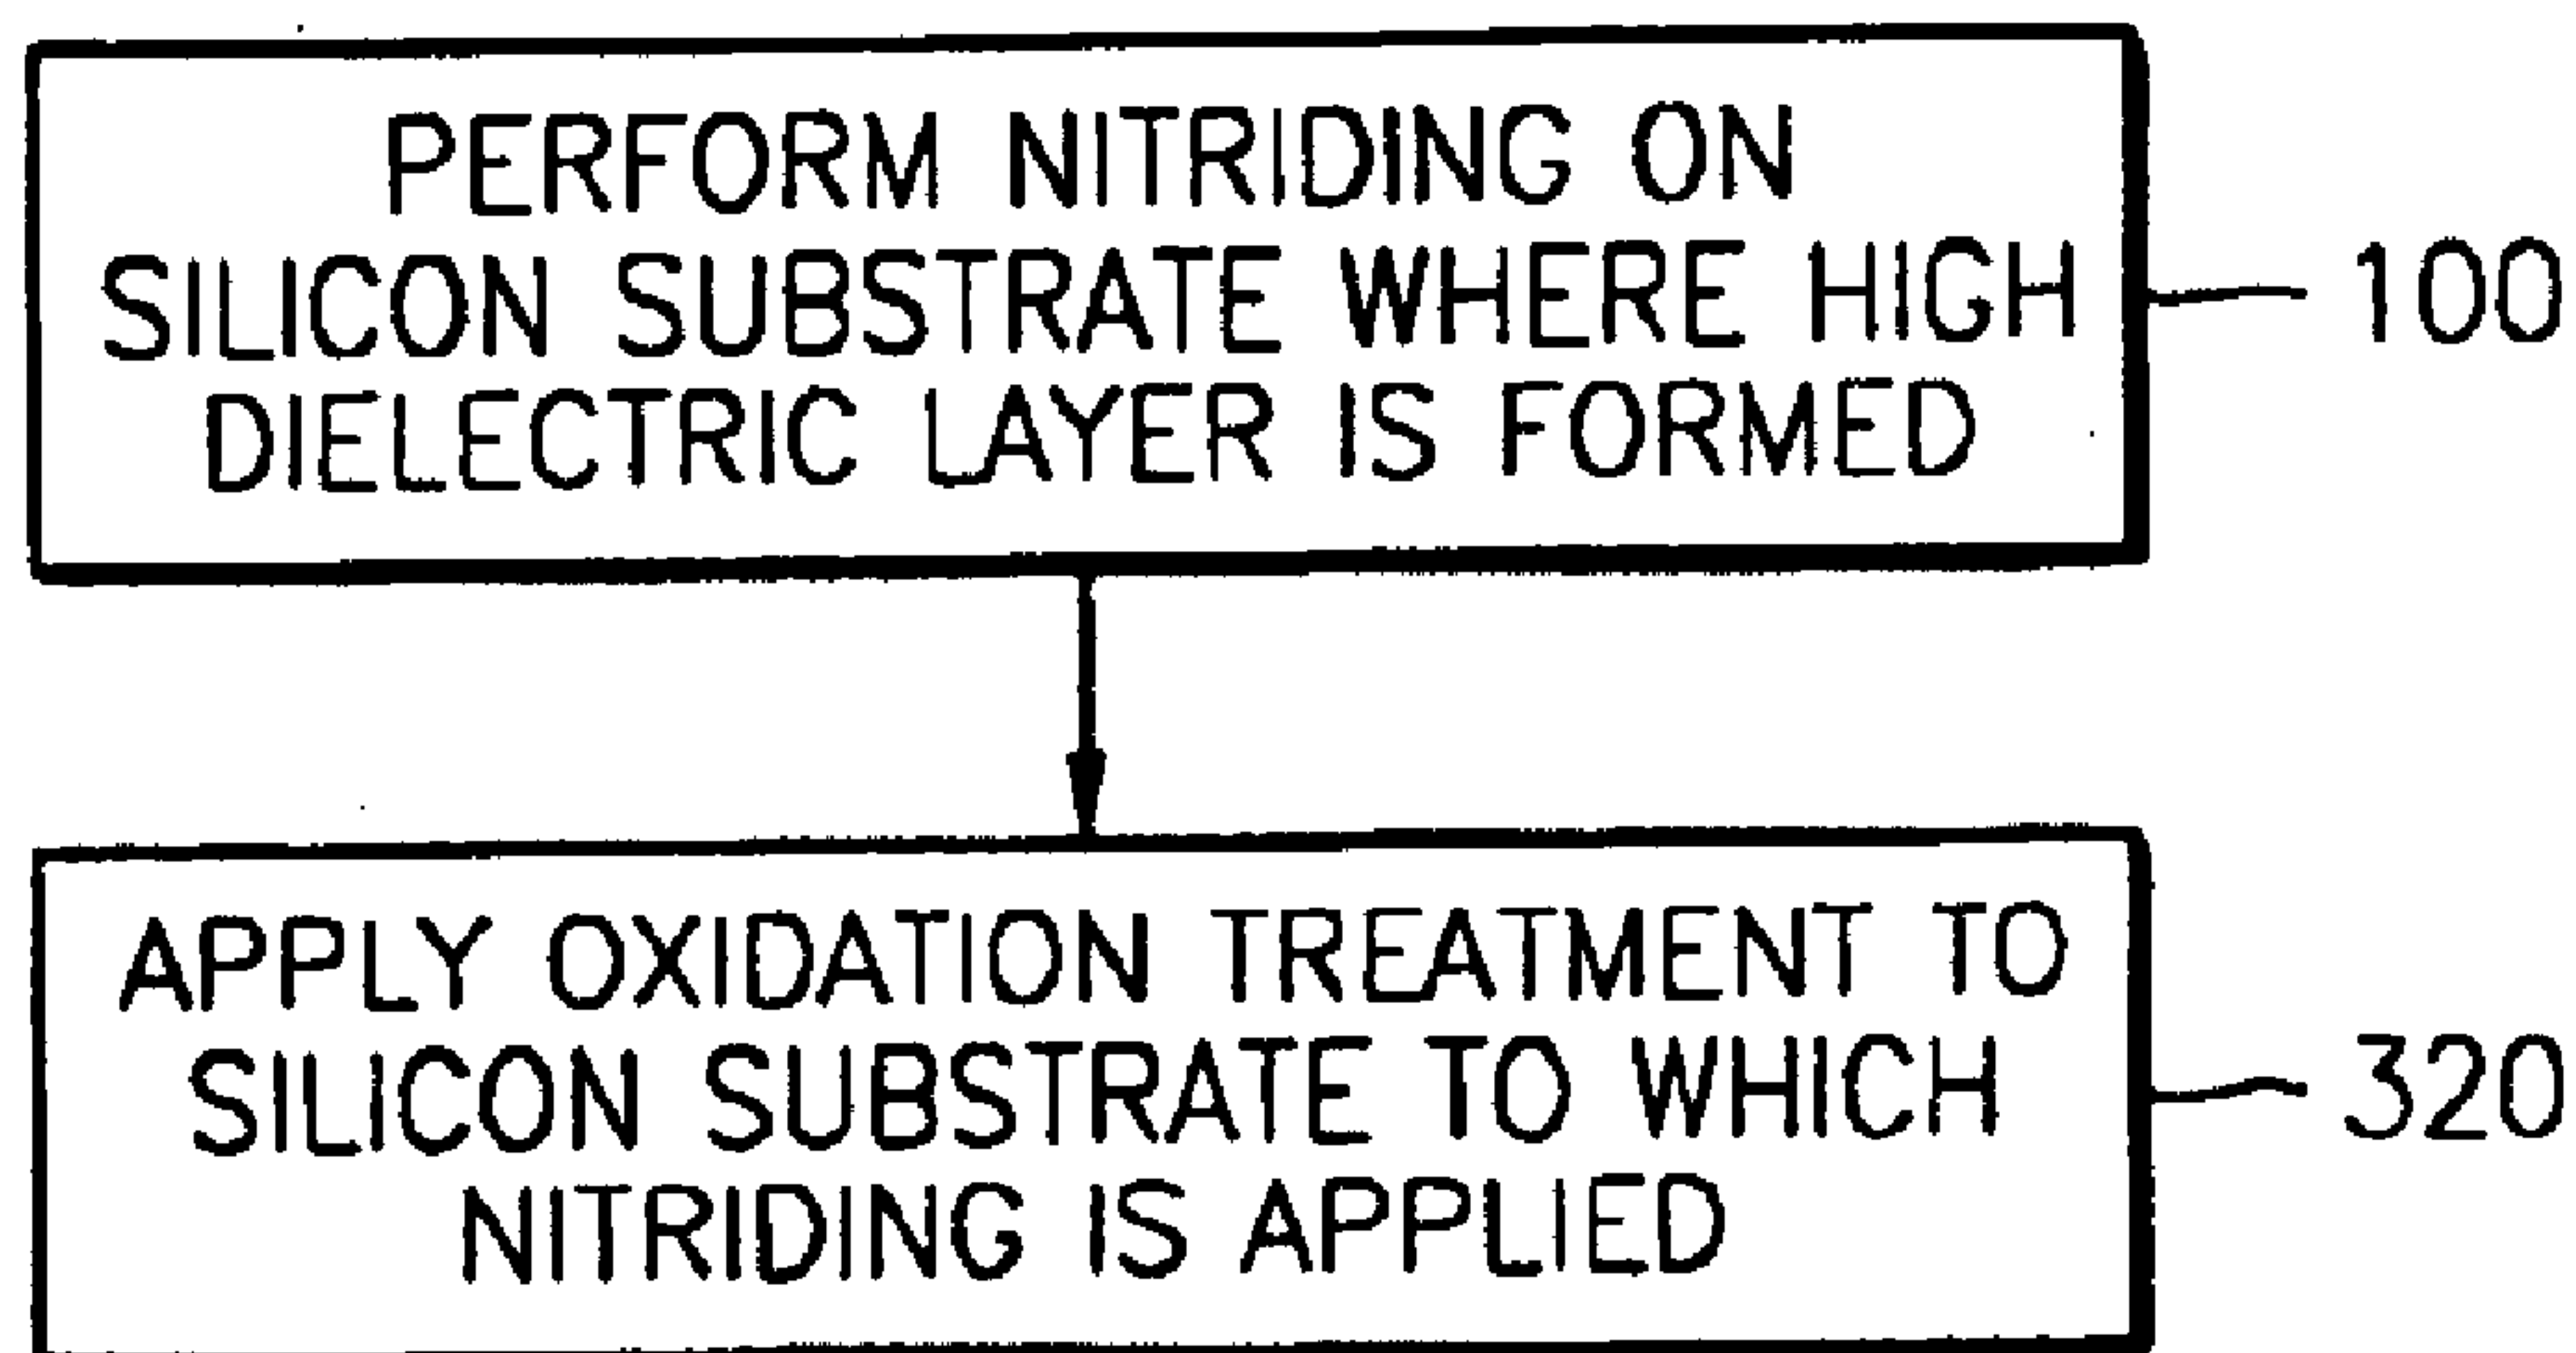 PERFORM NITRIDING ON
SILICON SUBSTRATE WHERE HIGH
DIELECTRIC LAYER IS FORMED
100
APPLY OXIDATION TREATMENT TO
SILICON SUBSTRATE TO WHICH
NITRIDING IS APPLIED
320